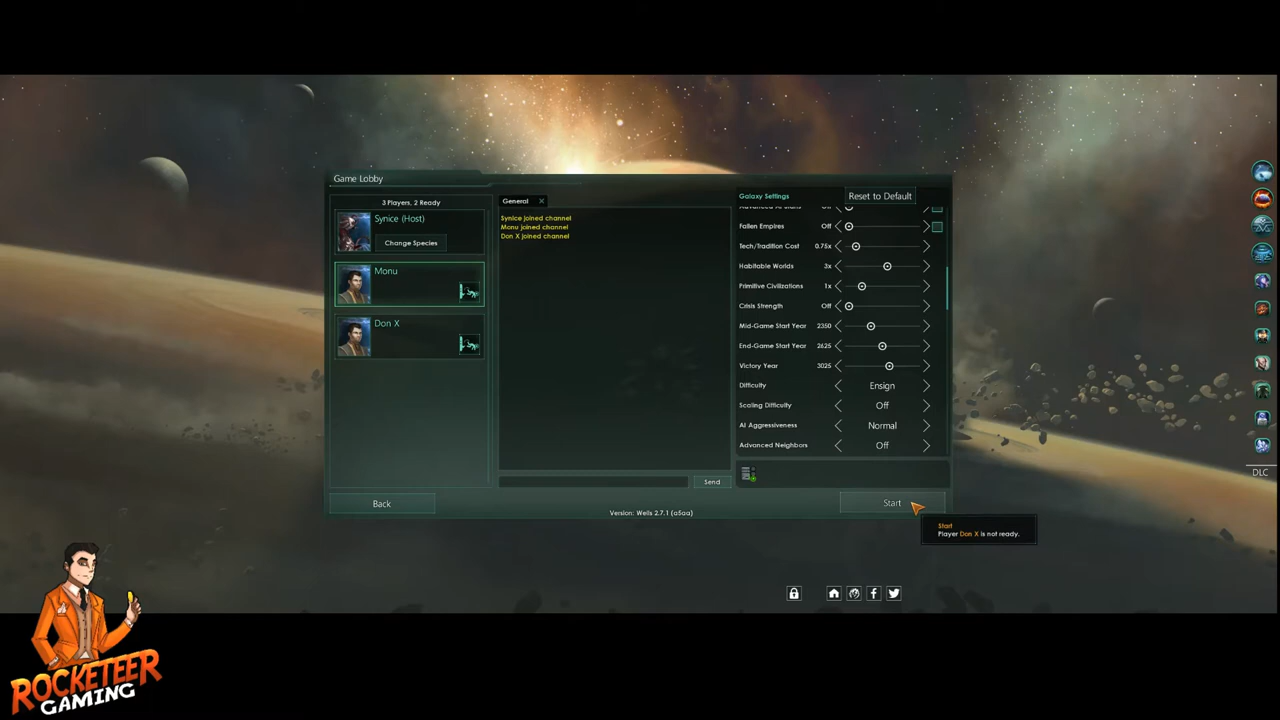 Game Lobby
3 Players, 2 Ready
Synice (Host)
Change Species
Monu
Don X
General
Synice joined channel
Monu joined channel
Don X joined channel
Send
Galaxy Settings
Reset to Default
Fallen Empires Off
Tech/Tradition Cost 0.75x
Habitable Worlds 3x
Primitive Civilizations 1x
Crisis Strength Off
Mid-Game Start Year 2350
End-Game Start Year 2625
Victory Year 3025
Difficulty Ensign
Scaling Difficulty Off
AI Aggressiveness Normal
Advanced Neighbors Off
Back
Version: Wells 2.7.1 (a5aa)
Start
Start
Player Don X is not ready.
DLC
ROCKETEER
GAMING